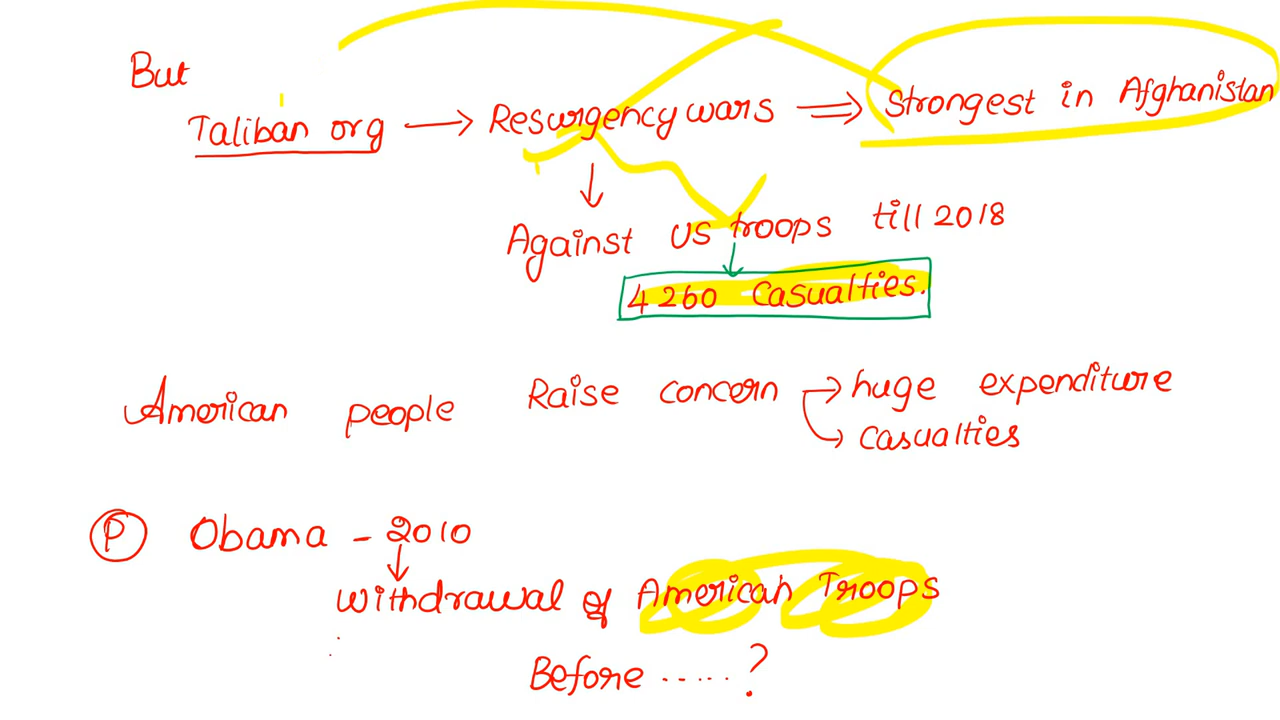 But
Taliban org → Resurgency wars ⇒ Strongest in Afghanistan
↓
Against US troops till 2018
↓
4260 Casualties.
American people Raise concern → huge expenditure
→ casualties
Ⓟ Obama - 2010
↓
withdrawal of American Troops
Before ..... ?